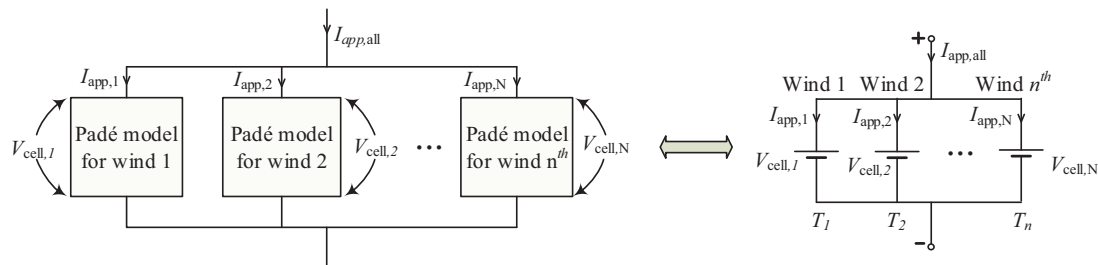 I_app,all
I_app,1
I_app,2
I_app,N
V_cell,1
Padé model
for wind 1
Padé model
for wind 2
V_cell,2
...
Padé model
for wind n^th
V_cell,N
+
I_app,all
Wind 1
Wind 2
Wind n^th
I_app,1
I_app,2
I_app,N
V_cell,1
V_cell,2
...
V_cell,N
T_1
T_2
T_n
−